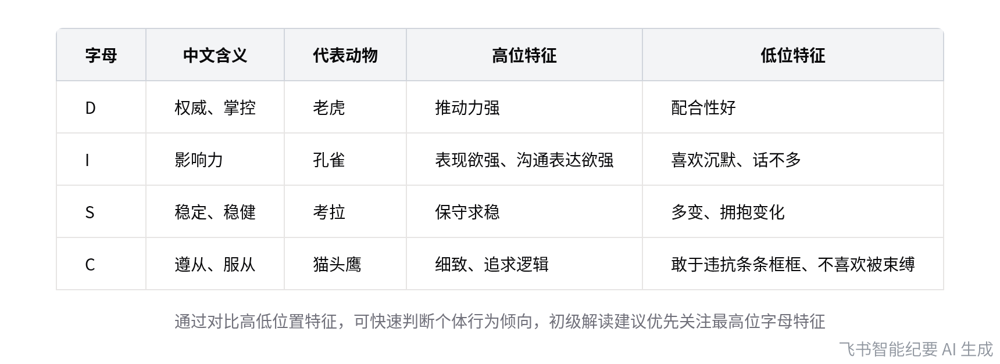 字母 中文含义 代表动物 高位特征 低位特征
D 权威、掌控 老虎 推动力强 配合性好
I 影响力 孔雀 表现欲强、沟通表达欲强 喜欢沉默、话不多
S 稳定、稳健 考拉 保守求稳 多变、拥抱变化
C 遵从、服从 猫头鹰 细致、追求逻辑 敢于违抗条条框框、不喜欢被束缚
通过对比高低位置特征，可快速判断个体行为倾向，初级解读建议优先关注最高位字母特征
飞书智能纪要 AI 生成